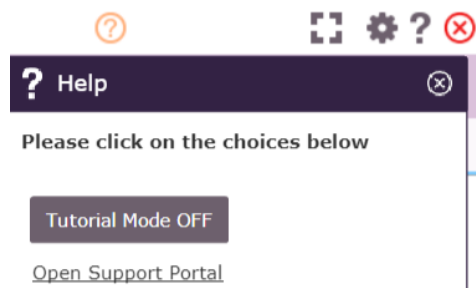 ? Help
Please click on the choices below
Tutorial Mode OFF
Open Support Portal